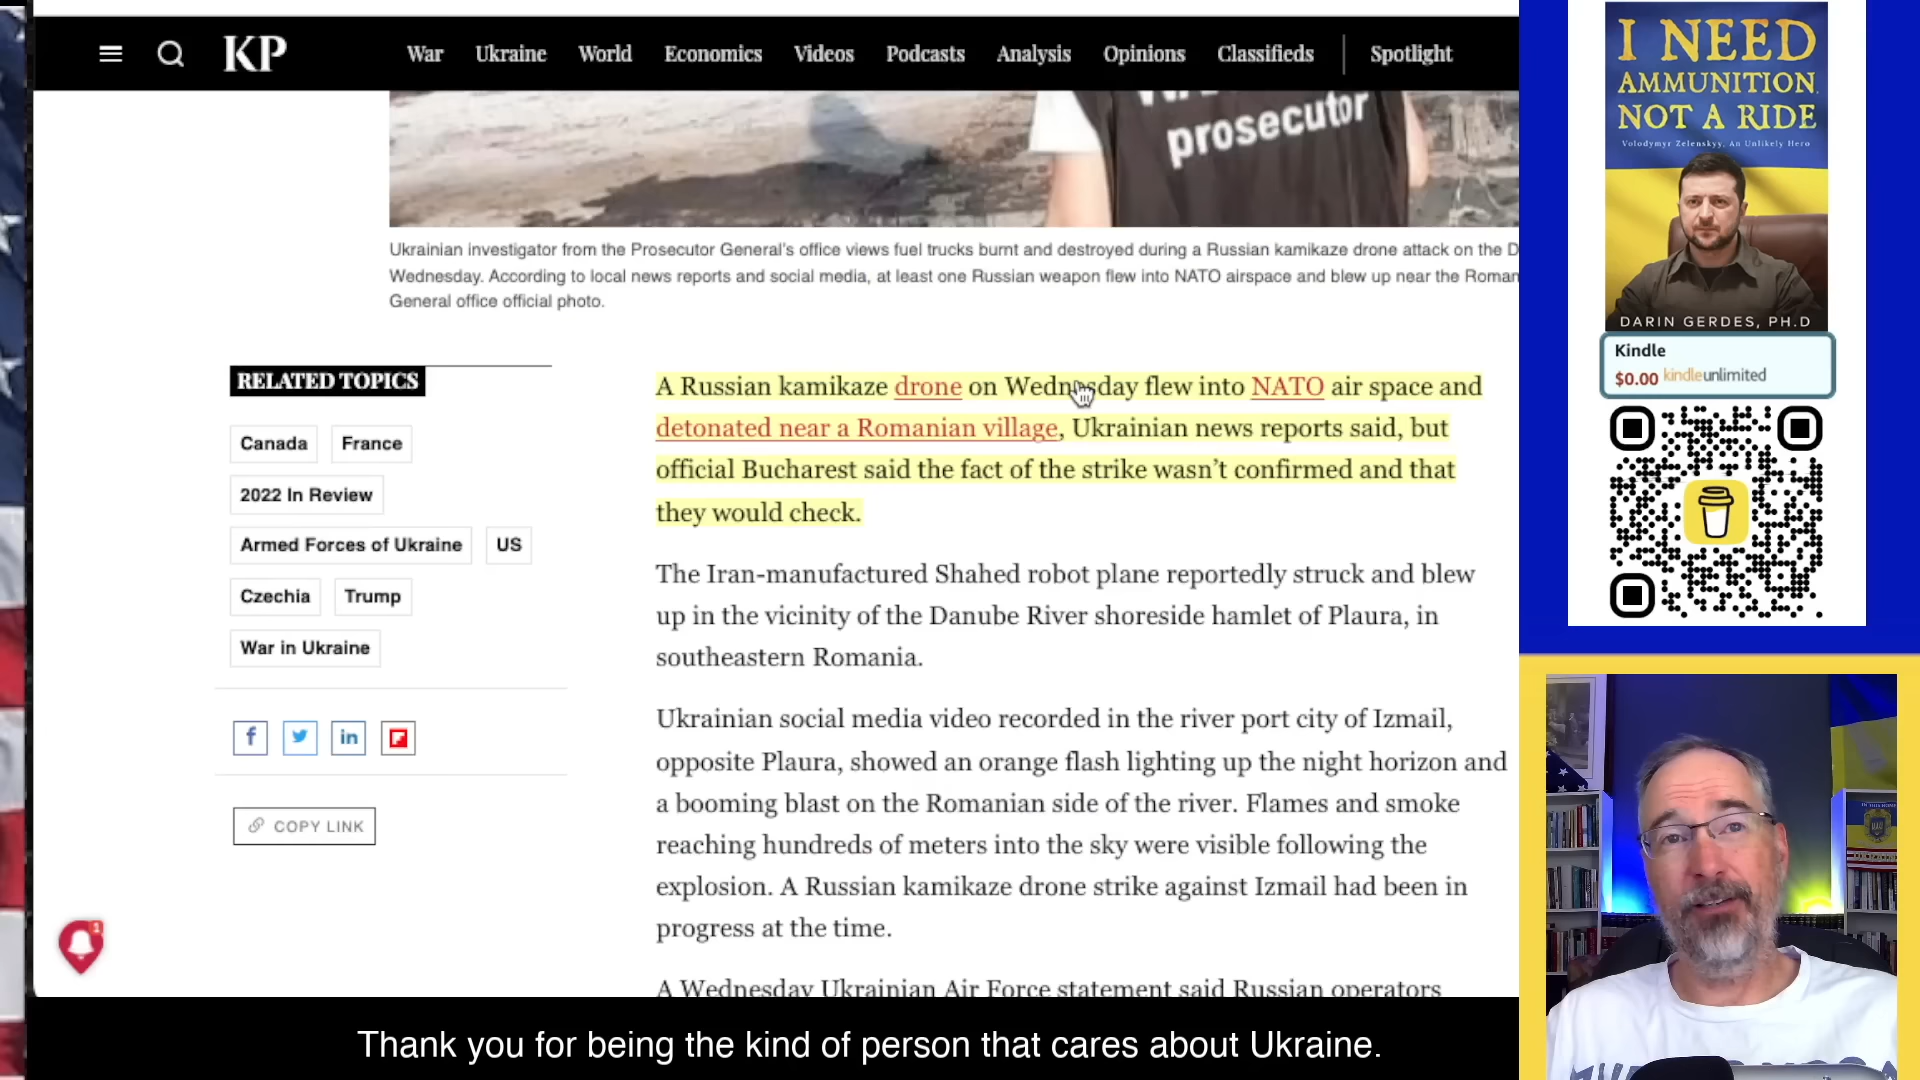 KP
War
Ukraine
World
Economics
Videos
Podcasts
Analysis
Opinions
Classifieds
Spotlight
prosecutor
Ukrainian investigator from the Prosecutor General's office views fuel trucks burnt and destroyed during a Russian kamikaze drone attack on the D
Wednesday. According to local news reports and social media, at least one Russian weapon flew into NATO airspace and blew up near the Roman
General office official photo.
RELATED TOPICS
Canada
France
2022 In Review
Armed Forces of Ukraine
US
Czechia
Trump
War in Ukraine
COPY LINK
1
A Russian kamikaze drone on Wednesday flew into NATO air space and
detonated near a Romanian village, Ukrainian news reports said, but
official Bucharest said the fact of the strike wasn't confirmed and that
they would check.
The Iran-manufactured Shahed robot plane reportedly struck and blew
up in the vicinity of the Danube River shoreside hamlet of Plaura, in
southeastern Romania.
Ukrainian social media video recorded in the river port city of Izmail,
opposite Plaura, showed an orange flash lighting up the night horizon and
a booming blast on the Romanian side of the river. Flames and smoke
reaching hundreds of meters into the sky were visible following the
explosion. A Russian kamikaze drone strike against Izmail had been in
progress at the time.
A Wednesday Ukrainian Air Force statement said Russian operators
Thank you for being the kind of person that cares about Ukraine.
I NEED
AMMUNITION,
NOT A RIDE
Volodymyr Zelenskyy, An Unlikely Hero
DARIN GERDES, PH.D
Kindle
$0.00 kindleunlimited